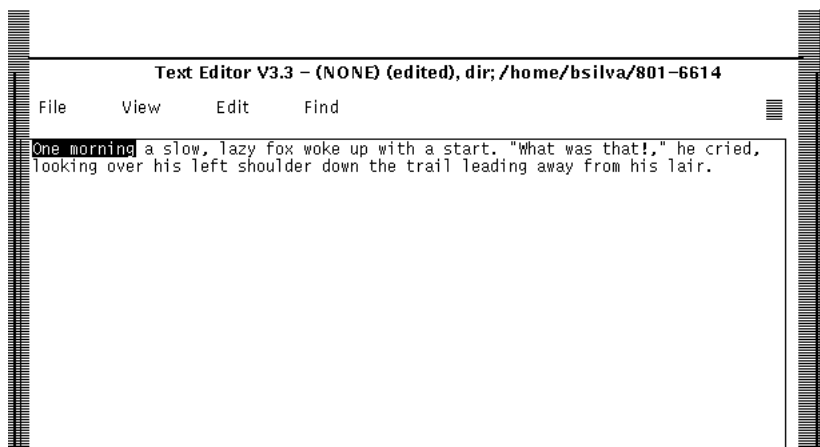 Text Editor V3.3 – (NONE) (edited), dir; /home/bsilva/801–6614
File View Edit Find
One morning a slow, lazy fox woke up with a start. "What was that!," he cried,
looking over his left shoulder down the trail leading away from his lair.